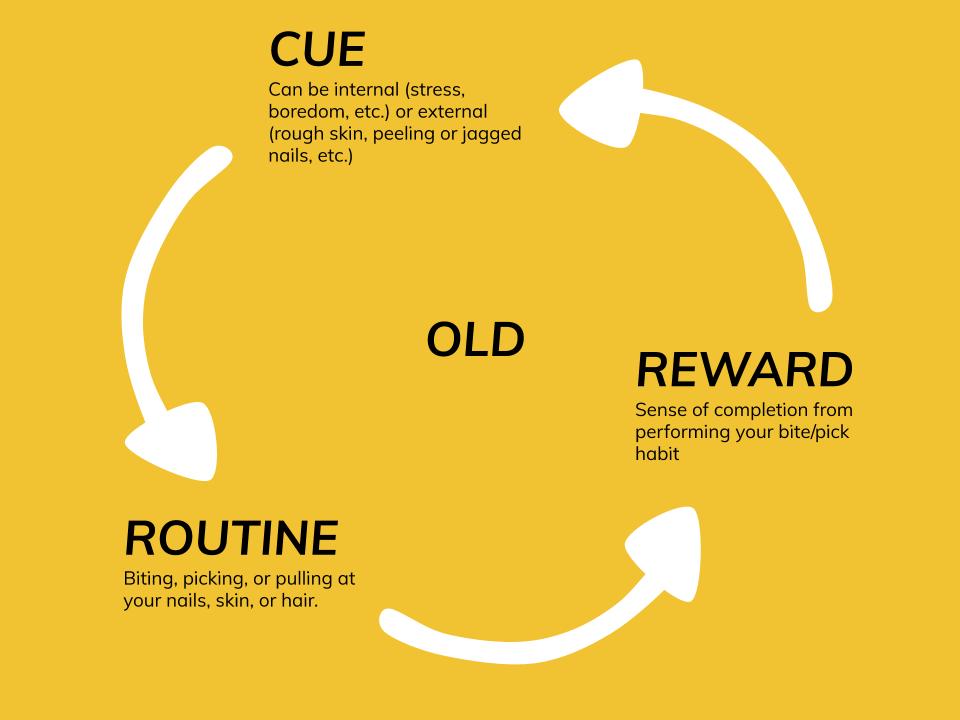 CUE
Can be internal (stress,
boredom, etc.) or external
(rough skin, peeling or jagged
nails, etc.)
OLD
REWARD
Sense of completion from
performing your bite/pick
habit
ROUTINE
Biting, picking, or pulling at
your nails, skin, or hair.